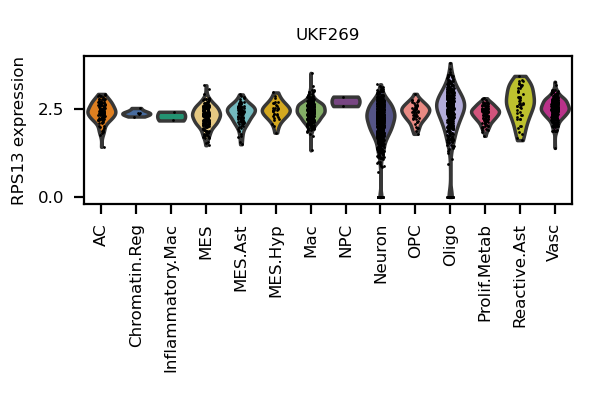 UKF269
RPS13 expression
2.5
0.0
AC
Chromatin.Reg
Inflammatory.Mac
MES
MES.Ast
MES.Hyp
Mac
NPC
Neuron
OPC
Oligo
Prolif.Metab
Reactive.Ast
Vasc